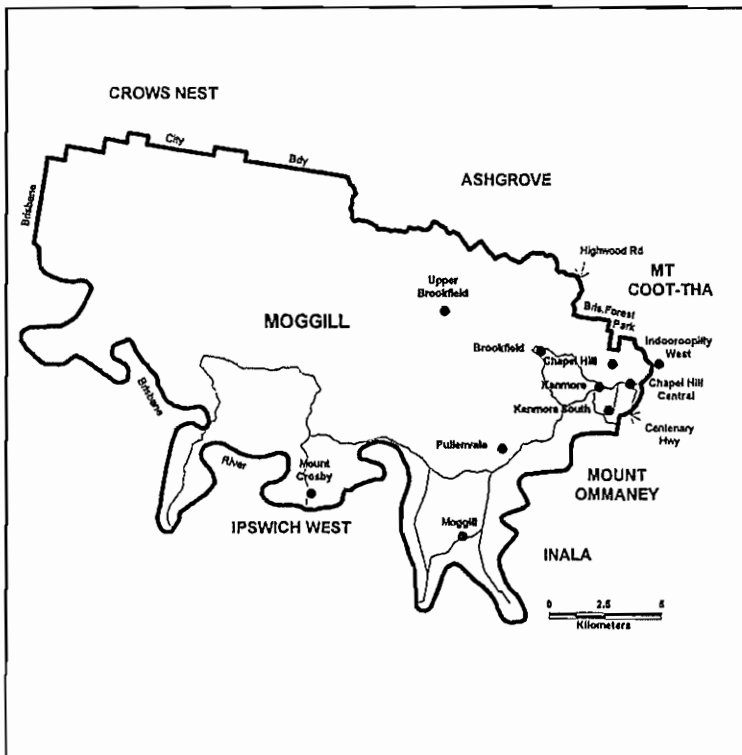 CROWS NEST
City
Bdy
Brisbane
ASHGROVE
Highwood Rd
MT
COOT-THA
Upper
Brookfield
Bris.Forest
Park
MOGGILL
Indooroopilly
West
Brookfield
Chapel Hill
Kenmore
Chapel Hill
Central
Kenmore South
Centenary
Hwy
Brisbane
River
Pullenvale
Mount
Crosby
MOUNT
OMMANEY
IPSWICH WEST
Moggill
INALA
0 2.5 5
Kilometers